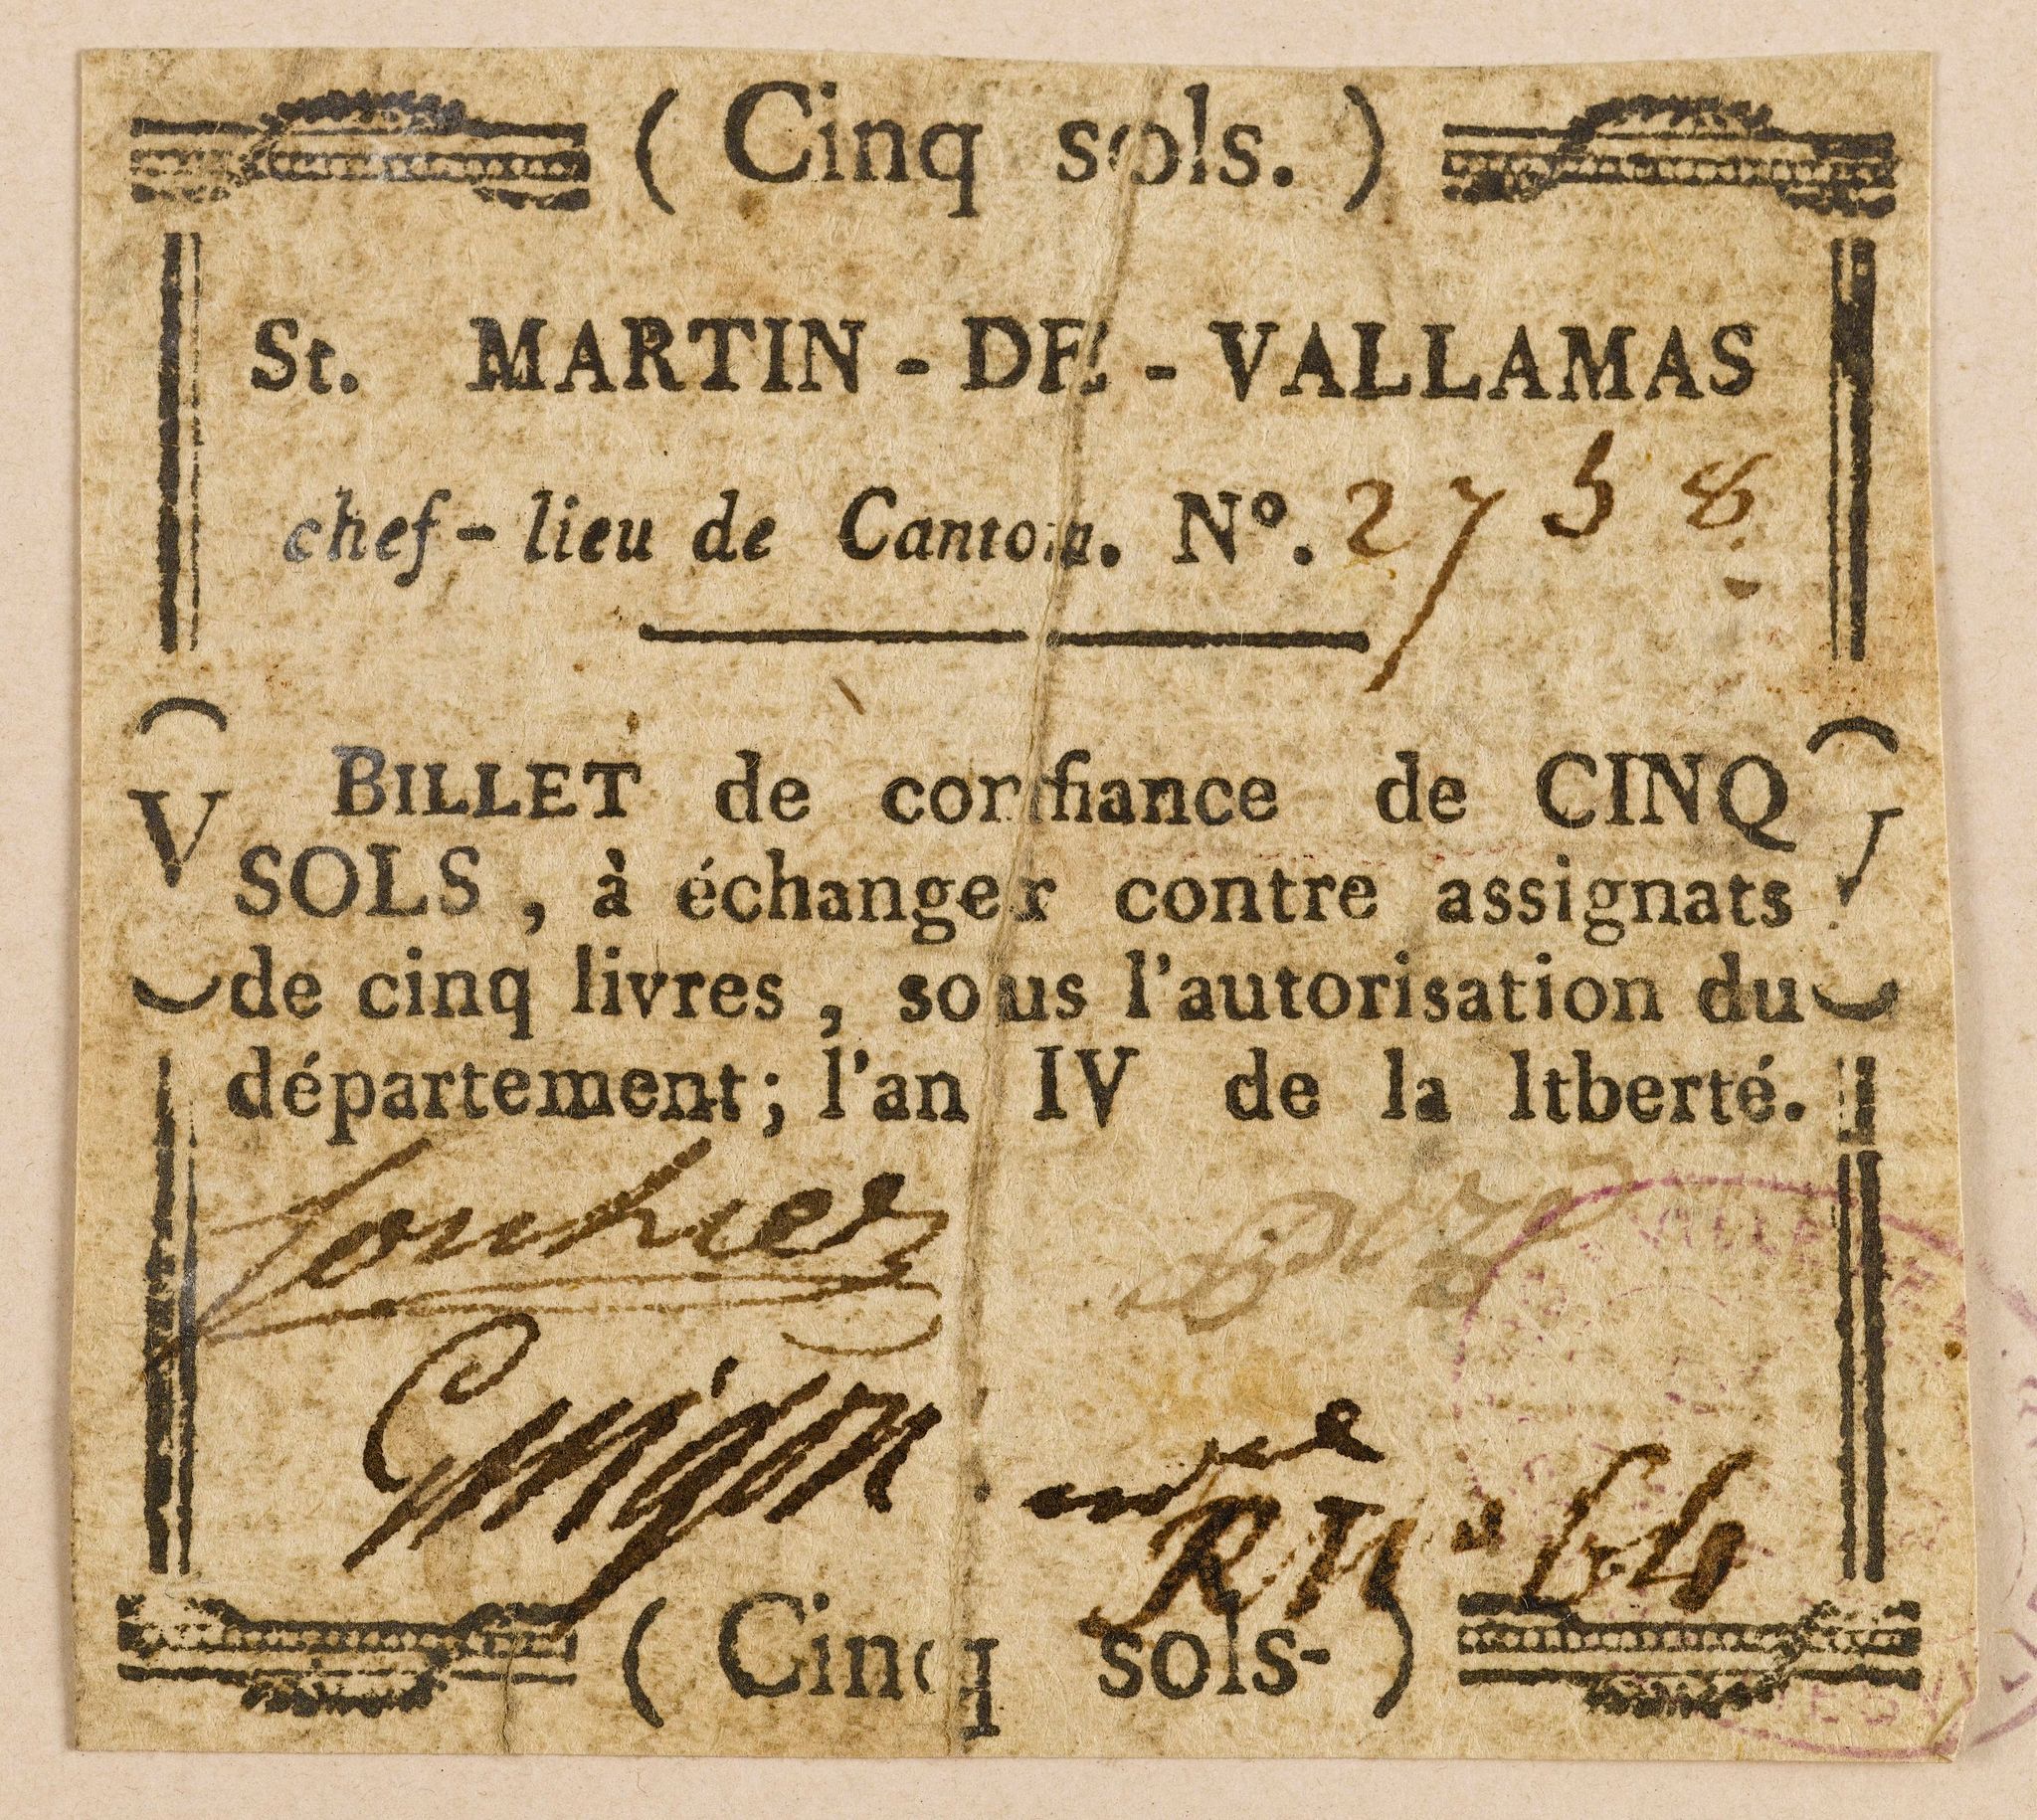 ( Cinq sols. )
St. MARTIN - DE - VALLAMAS
chef - lieu de Canton. N°. 2758
( V )
BILLET de confiance de CINQ
SOLS , à échanger contre assignats
de cinq livres , sous l'autorisation du
département; l'an IV de la ltberté.
Guigon
( Cinq sols- )